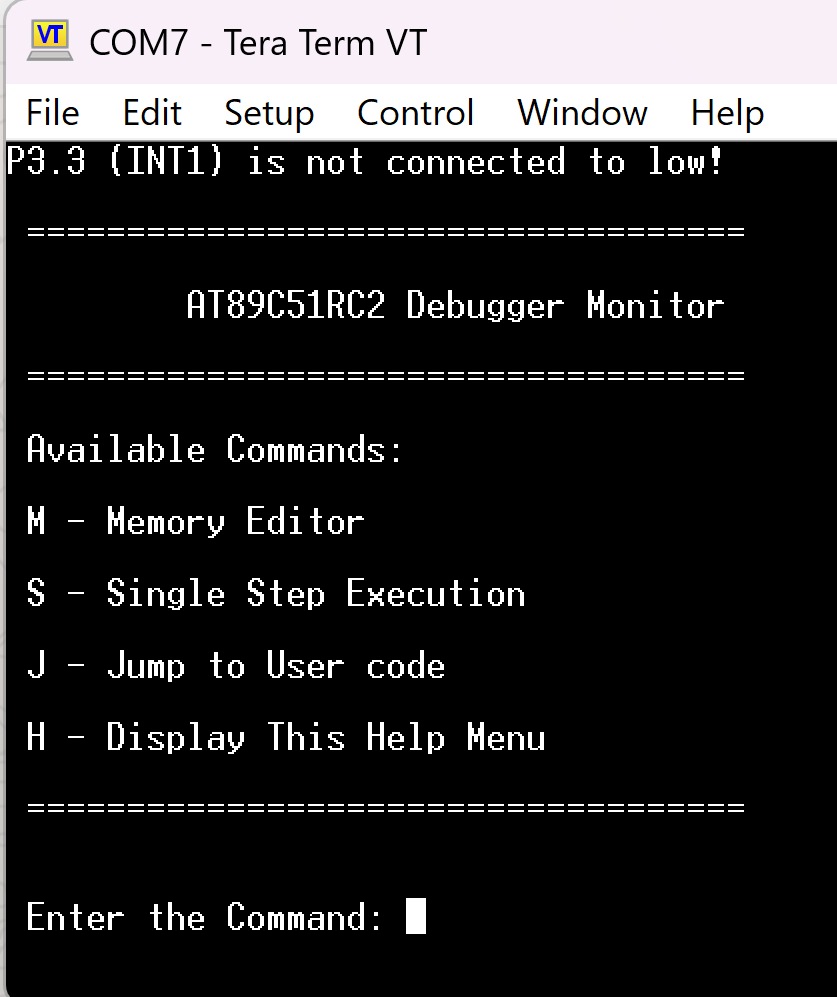 VT COM7 - Tera Term VT
File Edit Setup Control Window Help
P3.3 (INT1) is not connected to low!
====================================
AT89C51RC2 Debugger Monitor
====================================
Available Commands:
M - Memory Editor
S - Single Step Execution
J - Jump to User code
H - Display This Help Menu
====================================
Enter the Command: